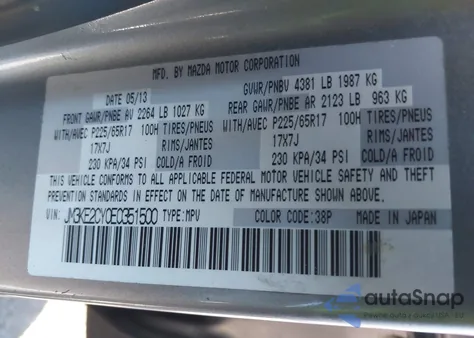 MFD. BY MAZDA MOTOR CORPORATION
DATE 05/13
GVWR/PNBV 4381 LB 1987 KG
FRONT GAWR/PNBE AV 2264 LB 1027 KG
REAR GAWR/PNBE AR 2123 LB 963 KG
WITH/AVEC P225/65R17 100H TIRES/PNEUS
WITH/AVEC P225/65R17 100H TIRES/PNEUS
17X7J RIMS/JANTES
17X7J RIMS/JANTES
230 KPA/34 PSI COLD/A FROID
230 KPA/34 PSI COLD/A FROID
THIS VEHICLE CONFORMS TO ALL APPLICABLE FEDERAL MOTOR VEHICLE SAFETY AND THEFT
PREVENTION STANDARDS IN EFFECT ON THE DATE OF MANUFACTURE SHOWN ABOVE.
VIN: JM3KE2CY0E0351500 TYPE:MPV COLOR CODE:38P MADE IN JAPAN
autoSnap